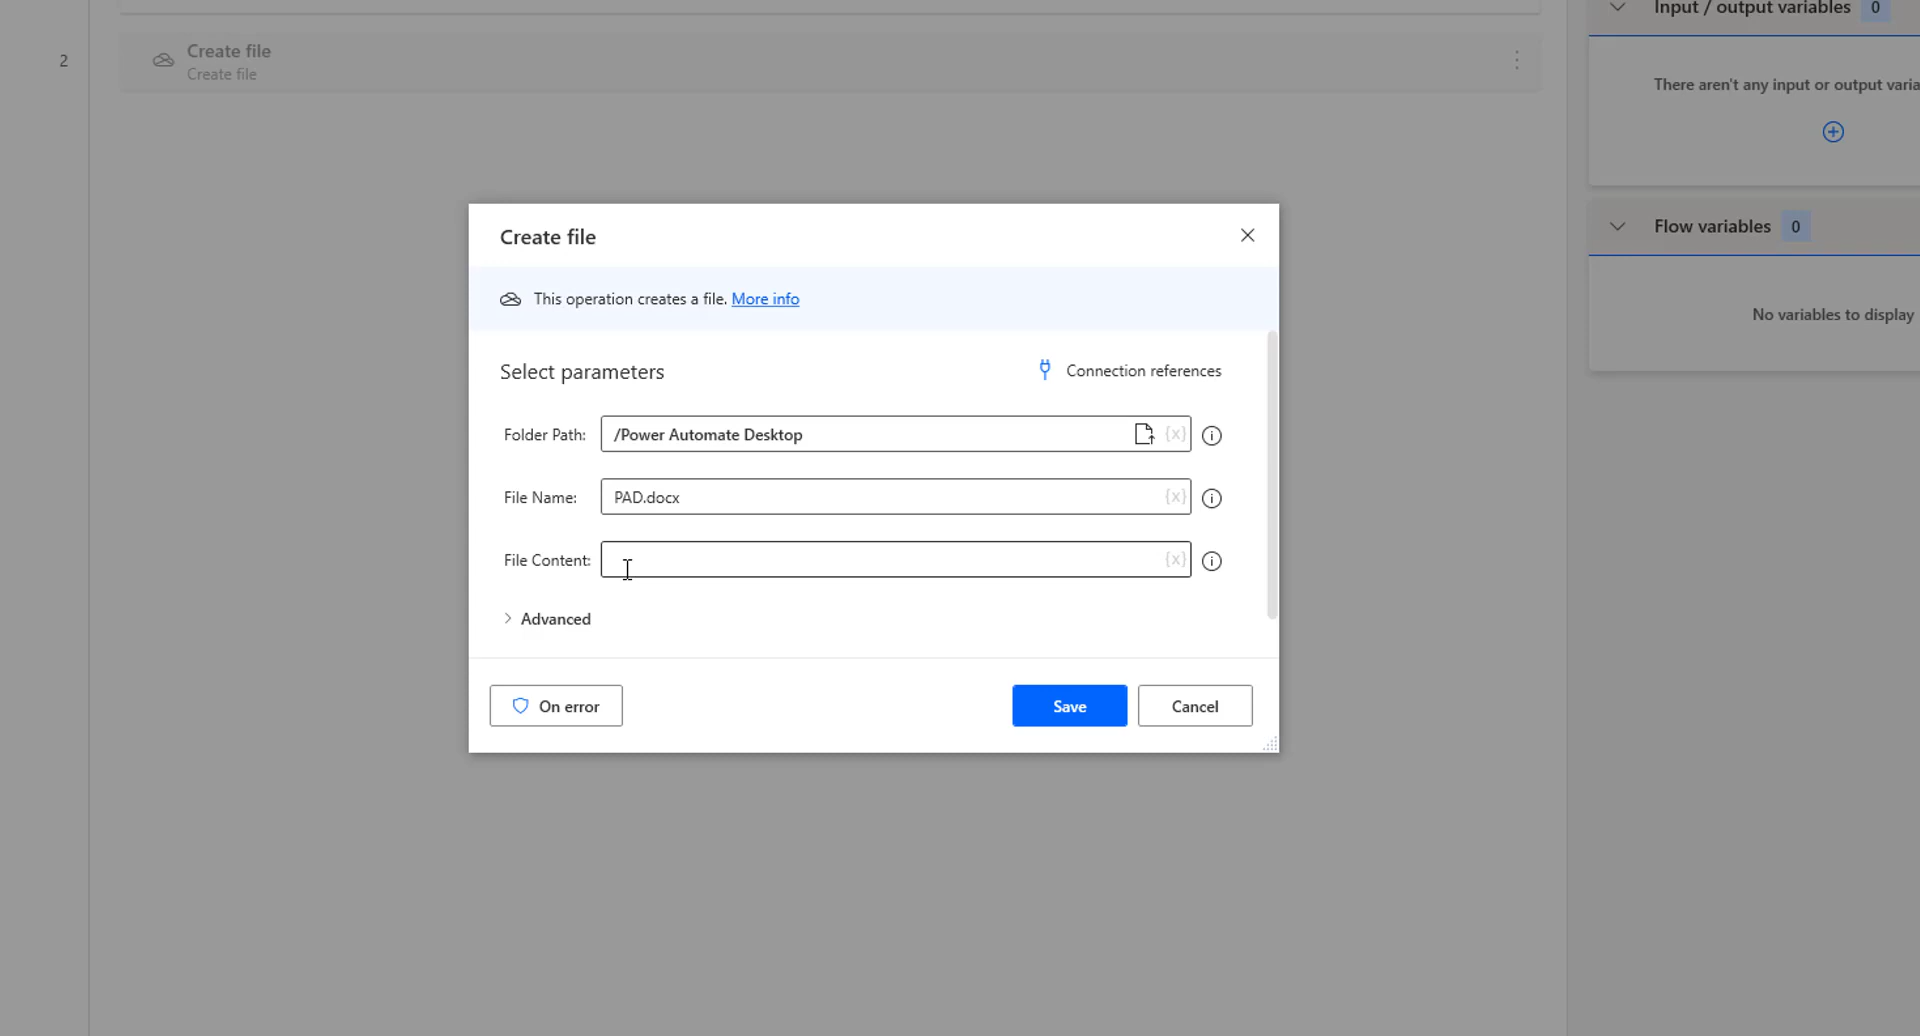 Input / output variables 0
2
Create file
Create file
There aren't any input or output varia
Create file
Flow variables 0
This operation creates a file. More info
No variables to display
Select parameters
Connection references
Folder Path: /Power Automate Desktop {x}
File Name: PAD.docx {x}
File Content: {x}
Advanced
On error
Save
Cancel